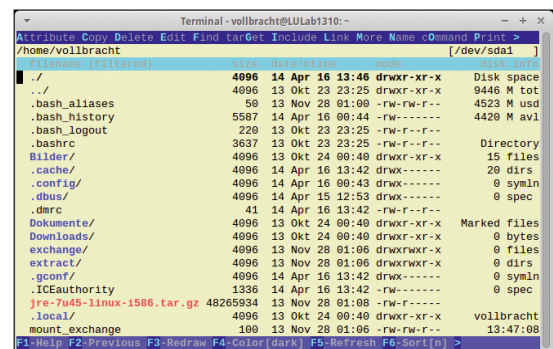 Terminal - vollbracht@LULab1310: ~ - + x
Attribute Copy Delete Edit Find tarGet Include Link More Name cOmmand Print >
/home/vollbracht [/dev/sda1 ]
filename (filtered) size date/mtime mode disk info
./ 4096 14 Apr 16 13:46 drwxr-xr-x Disk space
../ 4096 13 Okt 23 23:25 drwxr-xr-x 9446 M tot
.bash_aliases 50 13 Nov 28 01:00 -rw-rw-r-- 4523 M usd
.bash_history 5587 14 Apr 16 00:44 -rw------- 4420 M avl
.bash_logout 220 13 Okt 23 23:25 -rw-r--r--
.bashrc 3637 13 Okt 23 23:25 -rw-r--r-- Directory
Bilder/ 4096 13 Okt 24 00:40 drwxr-xr-x 15 files
.cache/ 4096 14 Apr 16 13:42 drwx------ 20 dirs
.config/ 4096 14 Apr 16 00:43 drwx------ 0 symln
.dbus/ 4096 14 Apr 15 12:53 drwx------ 0 spec
.dmrc 41 14 Apr 16 13:42 -rw-r--r--
Dokumente/ 4096 13 Okt 24 00:40 drwxr-xr-x Marked files
Downloads/ 4096 13 Okt 24 00:40 drwxr-xr-x 0 bytes
exchange/ 4096 13 Nov 28 01:06 drwxrwxr-x 0 files
extract/ 4096 13 Nov 28 01:06 drwxrwxr-x 0 dirs
.gconf/ 4096 14 Apr 16 13:42 drwx------ 0 symln
.ICEauthority 1336 14 Apr 16 13:42 -rw------- 0 spec
jre-7u45-linux-i586.tar.gz 48265934 13 Nov 28 01:08 -rw-r-----
.local/ 4096 13 Okt 24 00:40 drwxr-xr-x vollbracht
mount_exchange 100 13 Nov 28 01:06 -rw-rw-r-- 13:47:08
F1-Help F2-Previous F3-Redraw F4-Color[dark] F5-Refresh F6-Sort[n] >